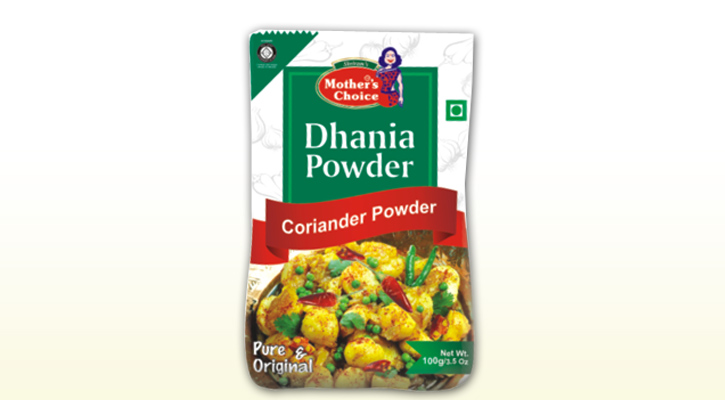 Mother's
Choice
Dhania
Powder
Coriander Powder
Pure &
Original
Net Wt.
100g/3.5 Oz